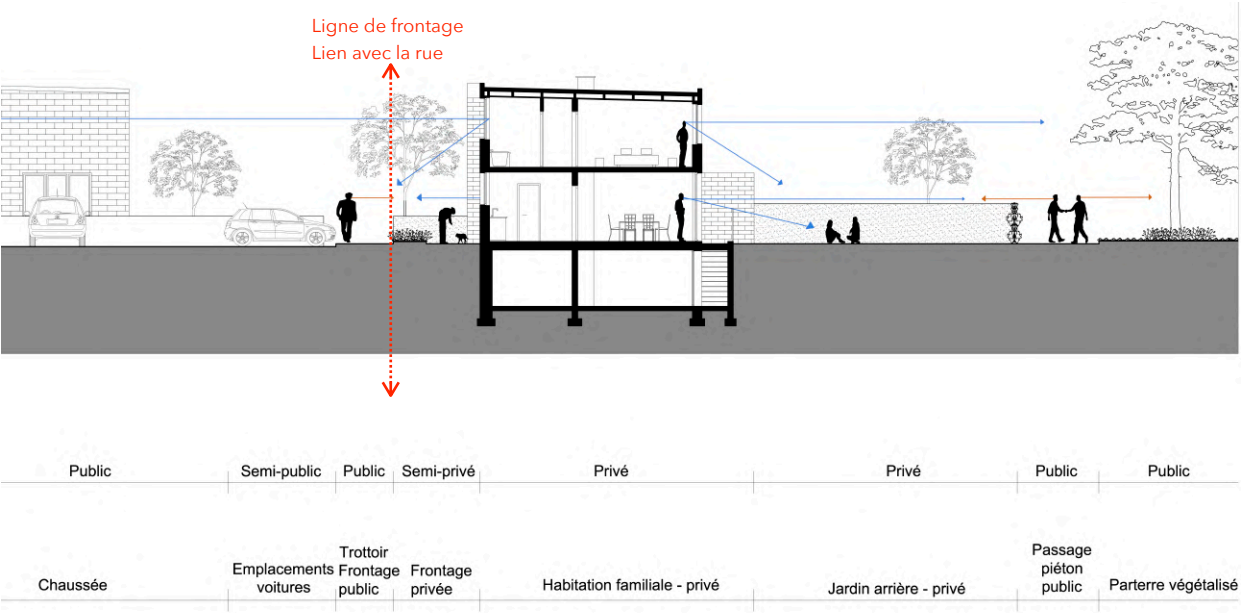 Ligne de frontage
Lien avec la rue
Public
Semi-public
Public
Semi-privé
Privé
Privé
Public
Public
Chaussée
Emplacements
voitures
Trottoir
Frontage
public
Frontage
privée
Habitation familiale - privé
Jardin arrière - privé
Passage
piéton
public
Parterre végétalisé